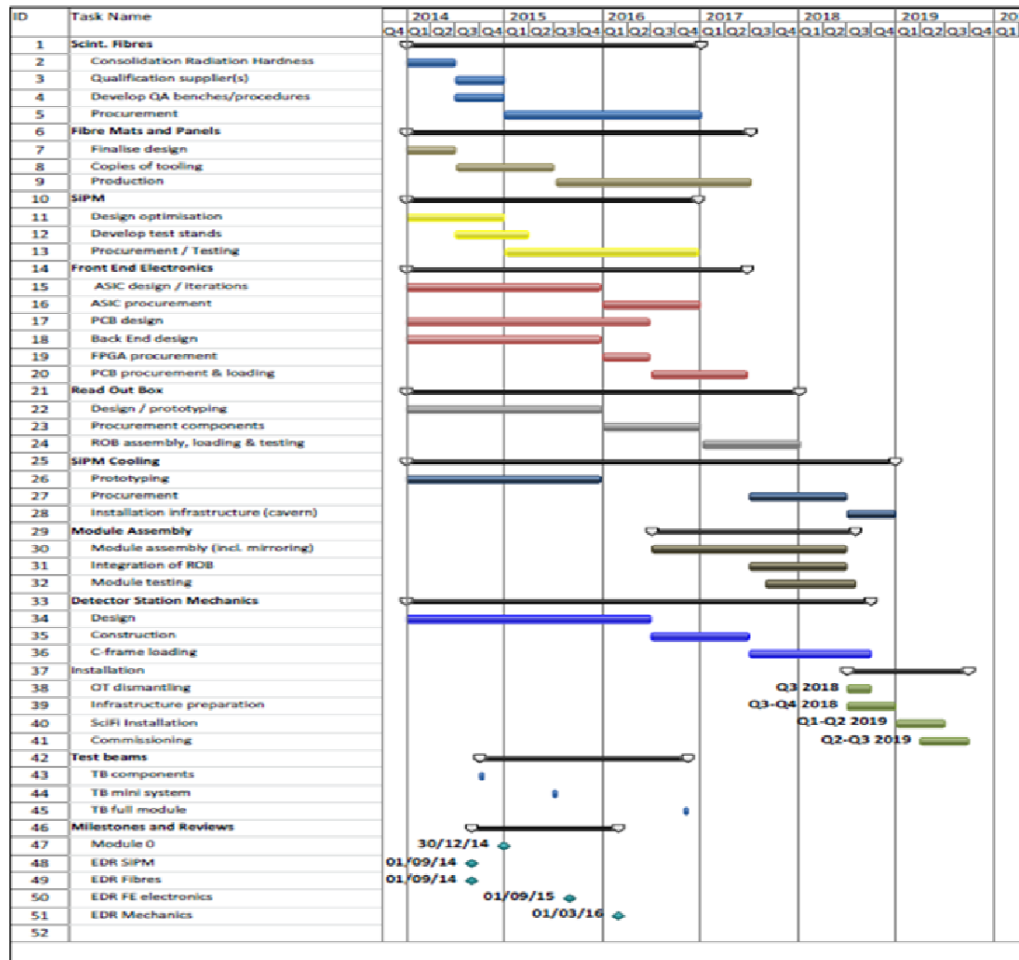 ID Task Name 2014 2015 2016 2017 2018 2019 20
Q4 Q1 Q2 Q3 Q4 Q1 Q2 Q3 Q4 Q1 Q2 Q3 Q4 Q1 Q2 Q3 Q4 Q1 Q2 Q3 Q4 Q1 Q2 Q3 Q4 Q1
1 Scint. Fibres
2 Consolidation Radiation Hardness
3 Qualification supplier(s)
4 Develop QA benches/procedures
5 Procurement
6 Fibre Mats and Panels
7 Finalise design
8 Copies of tooling
9 Production
10 SiPM
11 Design optimisation
12 Develop test stands
13 Procurement / Testing
14 Front End Electronics
15 ASIC design / iterations
16 ASIC procurement
17 PCB design
18 Back End design
19 FPGA procurement
20 PCB procurement & loading
21 Read Out Box
22 Design / prototyping
23 Procurement components
24 ROB assembly, loading & testing
25 SiPM Cooling
26 Prototyping
27 Procurement
28 Installation infrastructure (cavern)
29 Module Assembly
30 Module assembly (incl. mirroring)
31 Integration of ROB
32 Module testing
33 Detector Station Mechanics
34 Design
35 Construction
36 C-frame loading
37 Installation
38 OT dismantling Q3 2018
39 Infrastructure preparation Q3-Q4 2018
40 SciFi Installation Q1-Q2 2019
41 Commissioning Q2-Q3 2019
42 Test beams
43 TB components
44 TB mini system
45 TB full module
46 Milestones and Reviews
47 Module 0 30/12/14
48 EDR SiPM 01/09/14
49 EDR Fibres 01/09/14
50 EDR FE electronics 01/09/15
51 EDR Mechanics 01/03/16
52